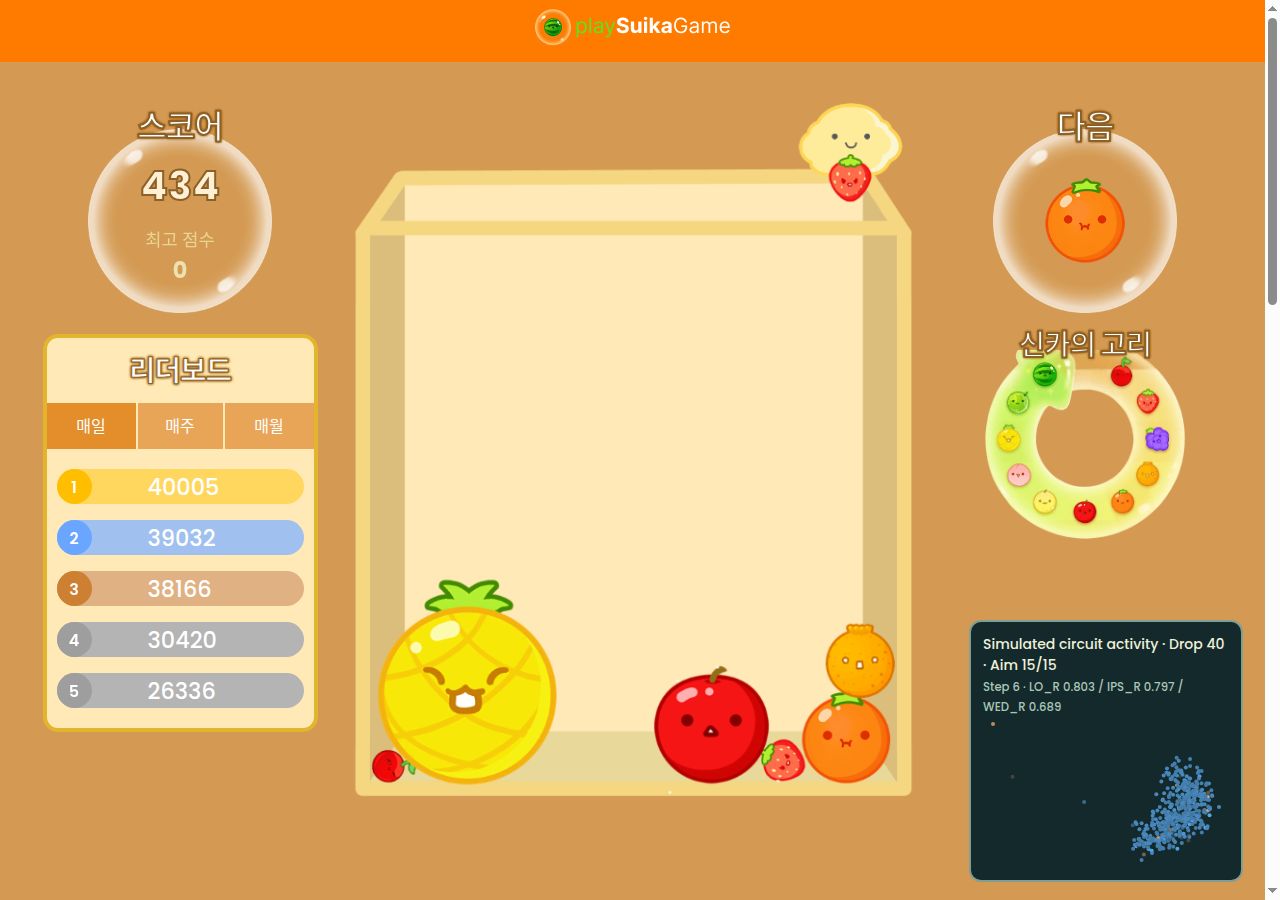 playSuikaGame
스코어
434
최고 점수
0
다음
리더보드
매일 매주 매월
1 40005
2 39032
3 38166
4 30420
5 26336
신카의 고리
Simulated circuit activity · Drop 40
· Aim 15/15
Step 6 · LO_R 0.803 / IPS_R 0.797 /
WED_R 0.689